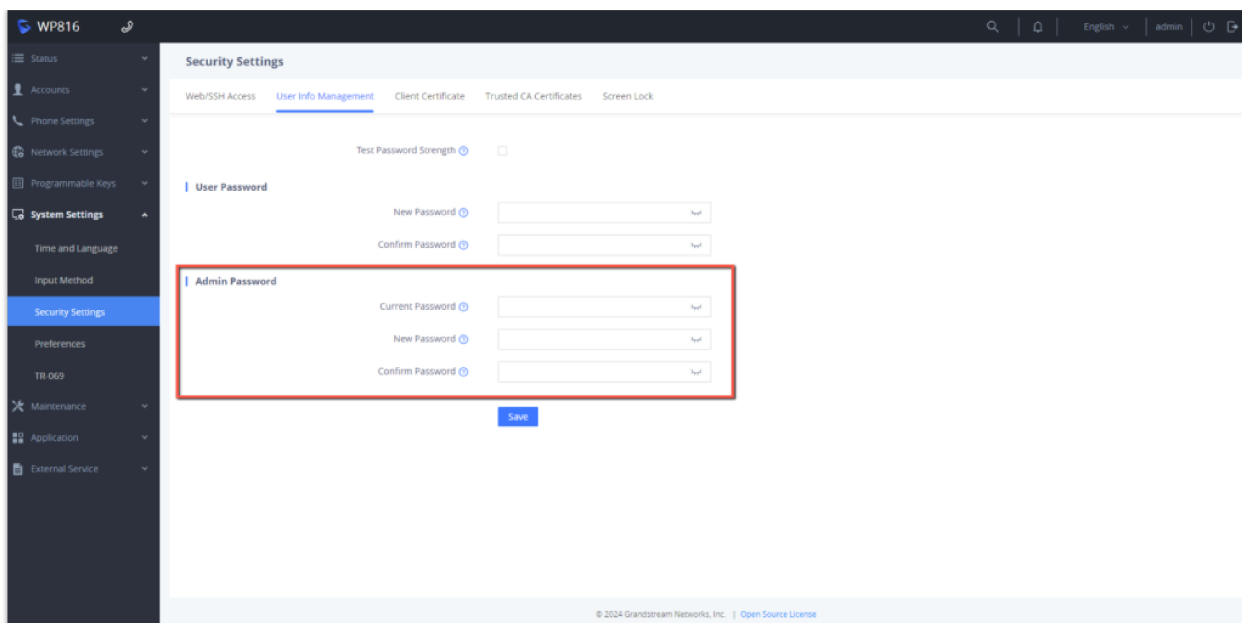 WP816
English
admin
Status
Accounts
Phone Settings
Network Settings
Programmable Keys
System Settings
Time and Language
Input Method
Security Settings
Preferences
TR-069
Maintenance
Application
External Service
Security Settings
Web/SSH Access User Info Management Client Certificate Trusted CA Certificates Screen Lock
Test Password Strength
User Password
New Password
Confirm Password
Admin Password
Current Password
New Password
Confirm Password
Save
© 2024 Grandstream Networks, Inc. | Open Source License